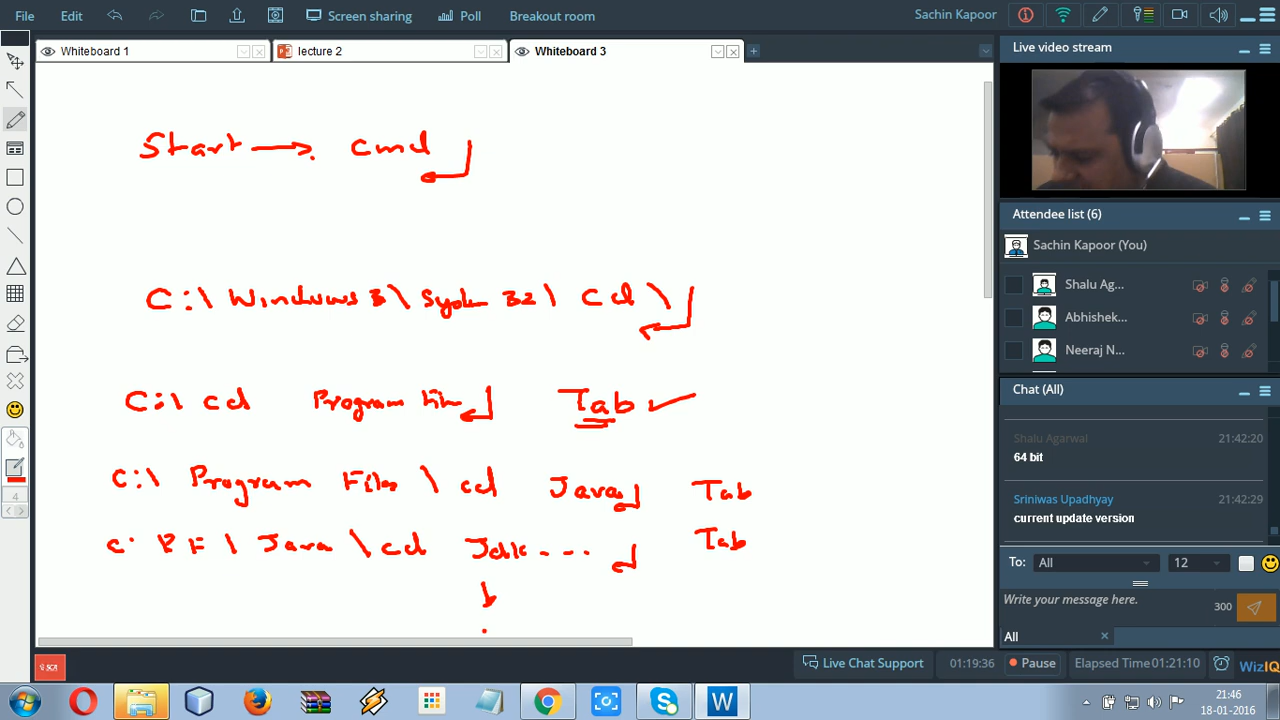 File Edit Screen sharing Poll Breakout room Sachin Kapoor
Whiteboard 1 lecture 2 Whiteboard 3
Live video stream
Start → cmd
Attendee list (6)
Sachin Kapoor (You)
Shalu Ag...
Abhishek...
Neeraj N...
C:\ Windows \ System 32 \ cd \
C:\ cd Program Files Tab
C:\ Program Files \ cd Java Tab
C: P F \ Java \ cd Jdk - - - Tab
b
Chat (All)
Shalu Agarwal 21:42:20
64 bit
Sriniwas Upadhyay 21:42:29
current update version
To: All 12
Write your message here. 300
All
4
SCR
Live Chat Support 01:19:36 Pause Elapsed Time 01:21:10 WizIQ
W
21:46
18-01-2016